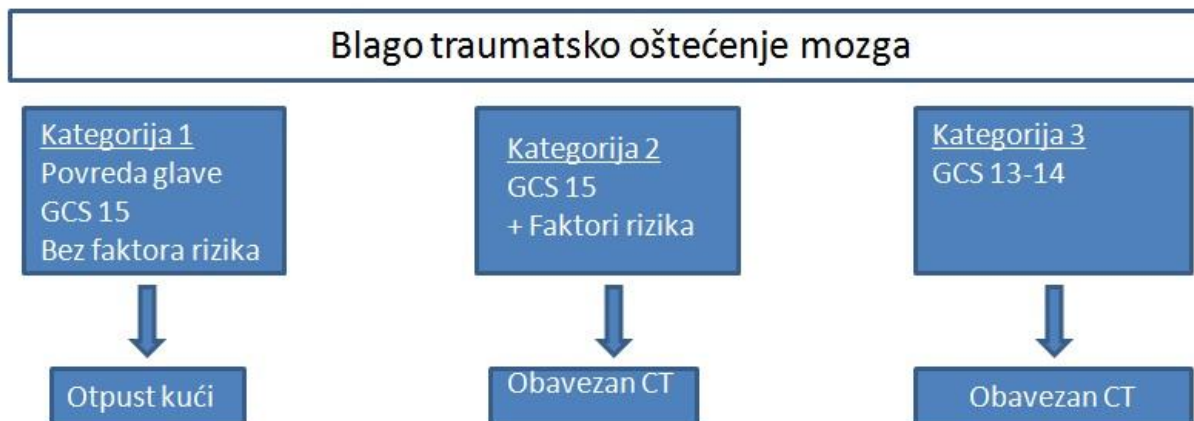 Blago traumatsko oštećenje mozga
Kategorija 1
Povreda glave
GCS 15
Bez faktora rizika
Kategorija 2
GCS 15
+ Faktori rizika
Kategorija 3
GCS 13-14
Otpust kući
Obavezan CT
Obavezan CT